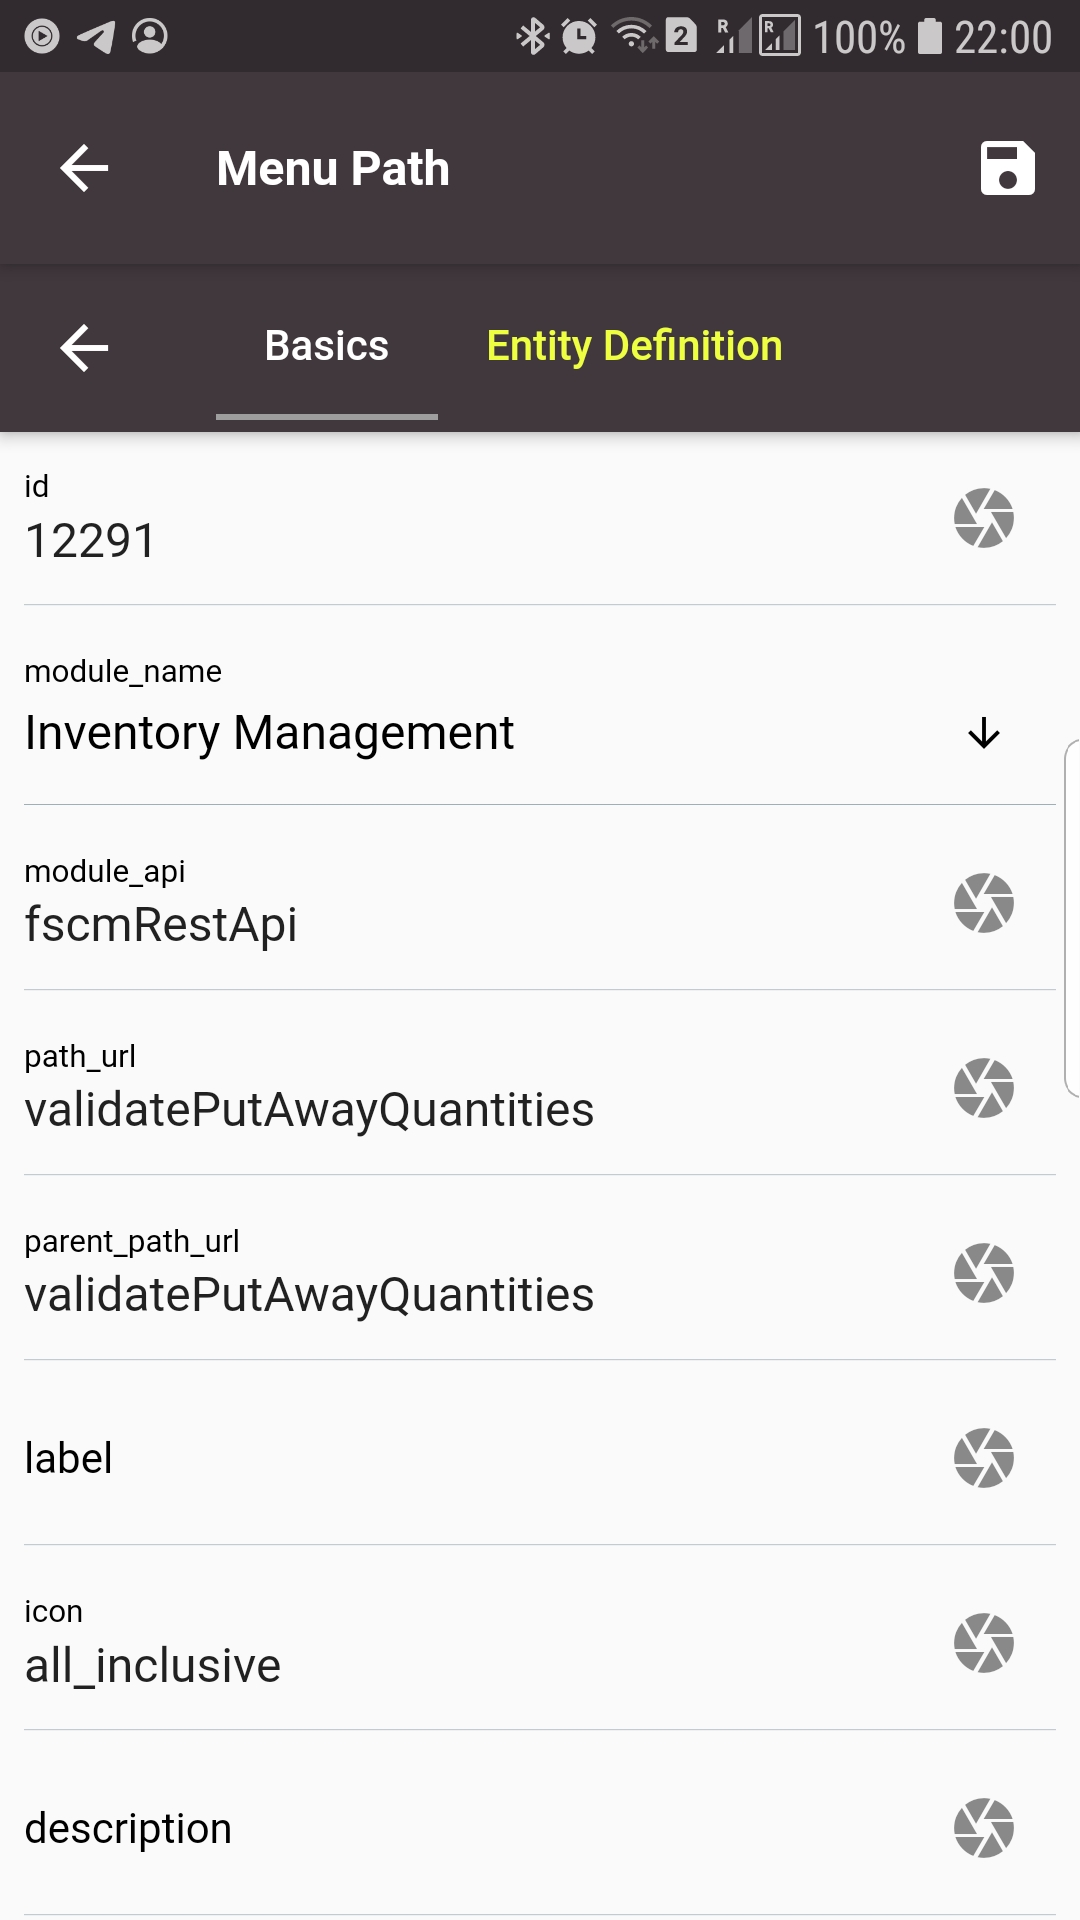 2 R R 100% 22:00
Menu Path
Basics Entity Definition
id
12291
module_name
Inventory Management
module_api
fscmRestApi
path_url
validatePutAwayQuantities
parent_path_url
validatePutAwayQuantities
label
icon
all_inclusive
description